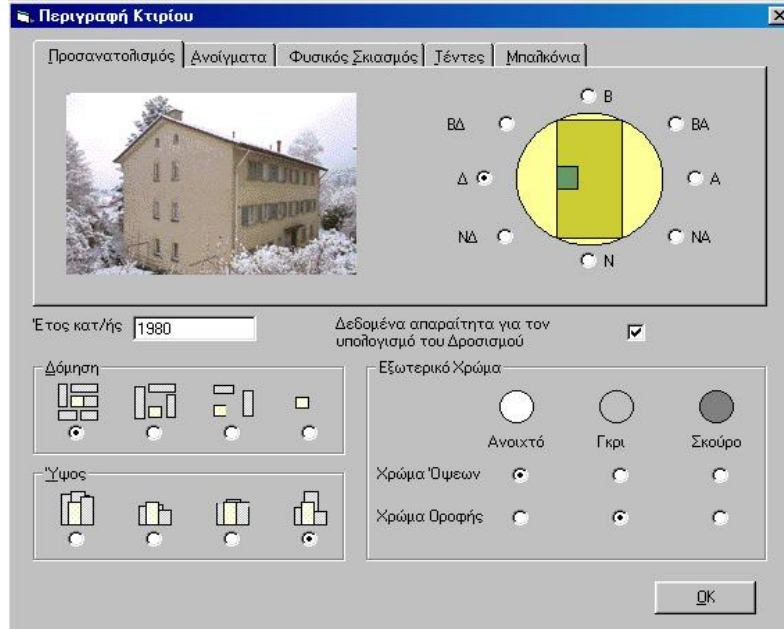 Περιγραφή Κτιρίου
Προσανατολισμός Ανοίγματα Φυσικός Σκιασμός Τέντες Μπαλκόνια
Β
ΒΔ ΒΑ
Δ Α
ΝΔ ΝΑ
Ν
Έτος κατ/ής 1980
Δεδομένα απαραίτητα για τον
υπολογισμό του Δροσισμού
Δόμηση
Εξωτερικό Χρώμα
Ανοιχτό Γκρι Σκούρο
Ύψος
Χρώμα Όψεων
Χρώμα Οροφής
OK